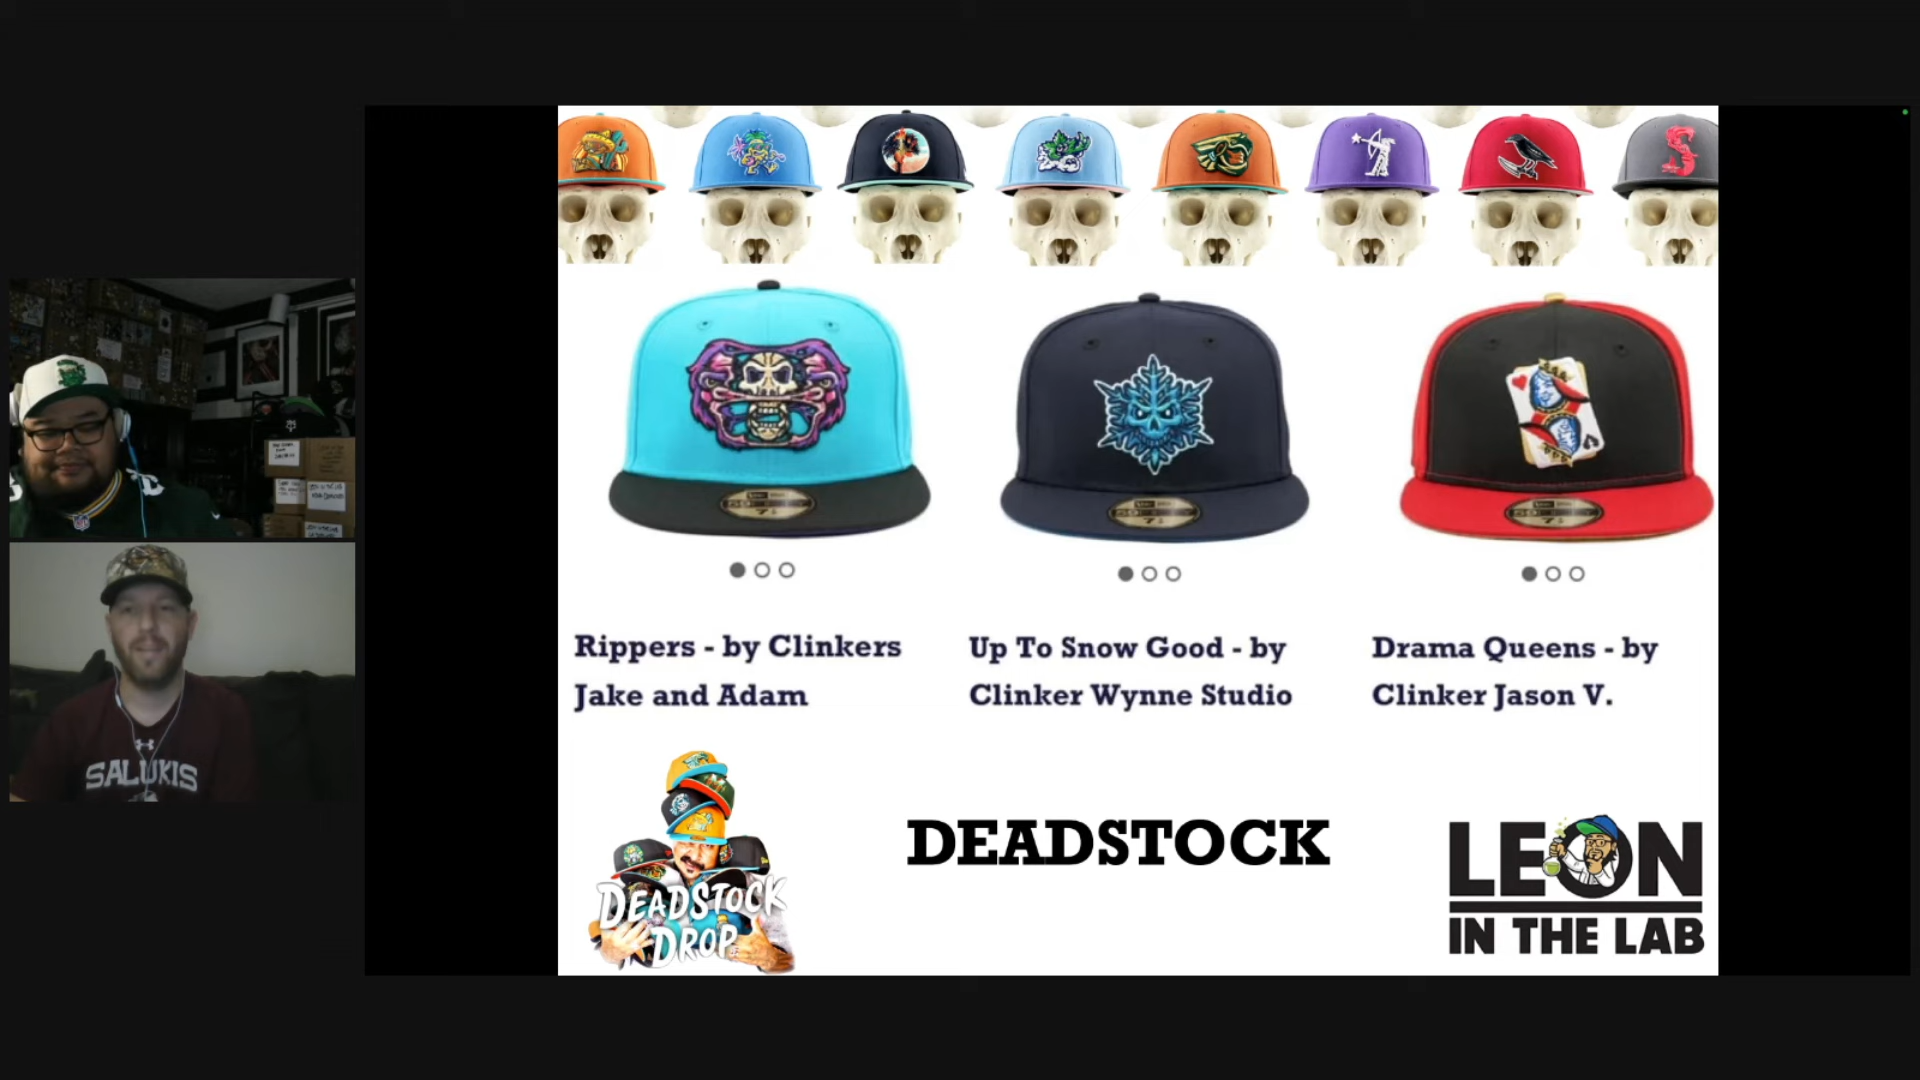 Rippers - by Clinkers
Jake and Adam
Up To Snow Good - by
Clinker Wynne Studio
Drama Queens - by
Clinker Jason V.
DEADSTOCK
DROP
DEADSTOCK
LEON
IN THE LAB
SALUKIS